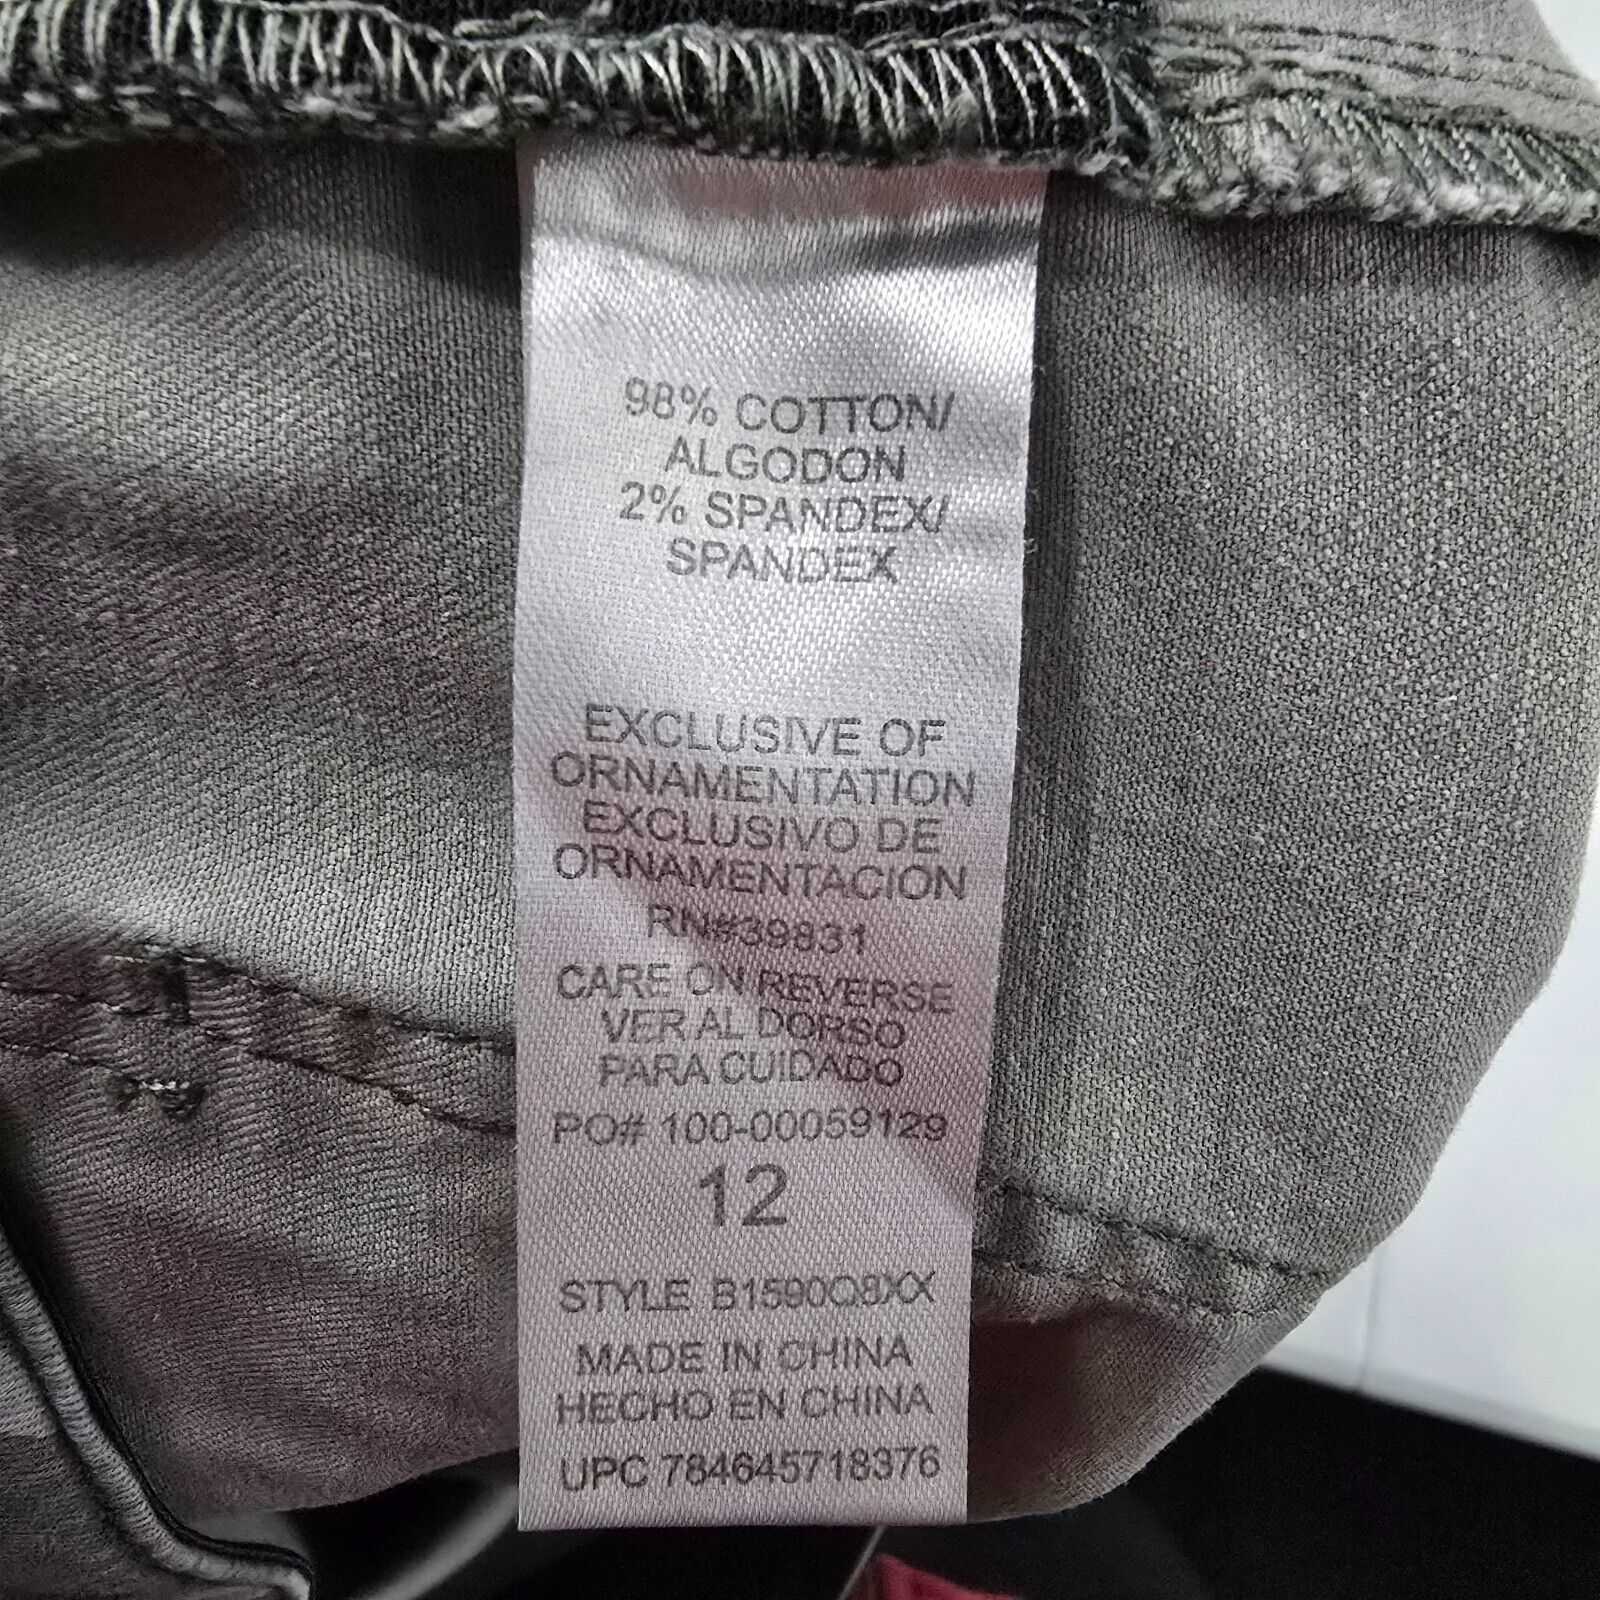 98% COTTON/
ALGODON
2% SPANDEX/
SPANDEX
EXCLUSIVE OF
ORNAMENTATION
EXCLUSIVO DE
ORNAMENTACION
RN#39831
CARE ON REVERSE
VER AL DORSO
PARA CUIDADO
PO# 100-00059129
12
STYLE B1590Q8XX
MADE IN CHINA
HECHO EN CHINA
UPC 784645718376